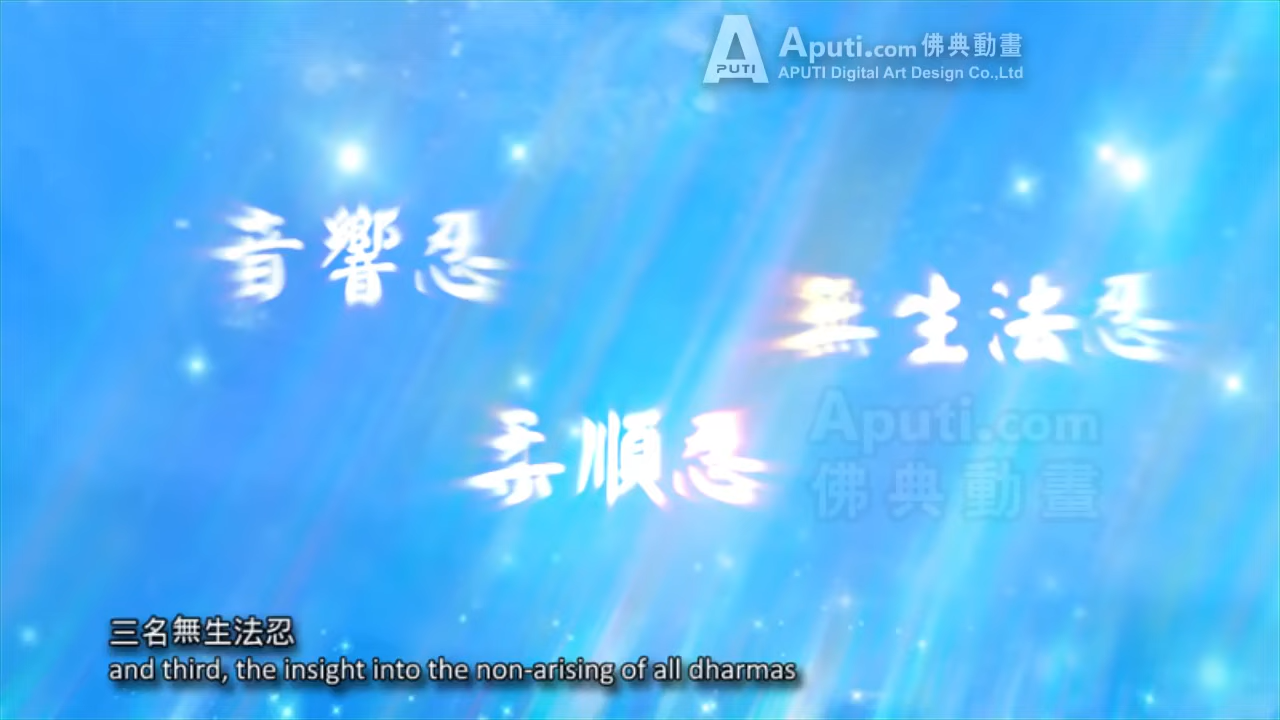 Aputi.com 佛典動畫
PUTI
APUTI Digital Art Design Co.,Ltd
音響忍
無生法忍
柔順忍
Aputi.com
佛典動畫
三名無生法忍
and third, the insight into the non-arising of all dharmas